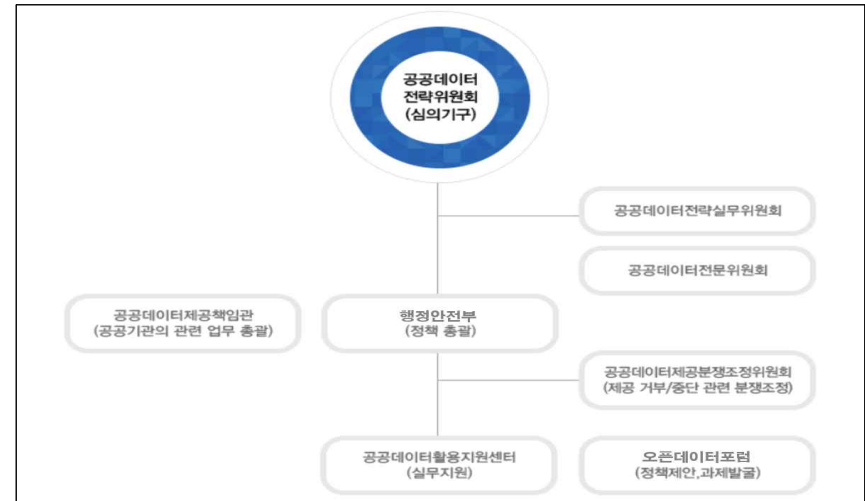 공공데이터
전략위원회
(심의기구)
공공데이터전략실무위원회
공공데이터전문위원회
공공데이터제공책임관
(공공기관의 관련 업무 총괄)
행정안전부
(정책 총괄)
공공데이터제공분쟁조정위원회
(제공 거부/중단 관련 분쟁조정)
공공데이터활용지원센터
(실무지원)
오픈데이터포럼
(정책제안,과제발굴)